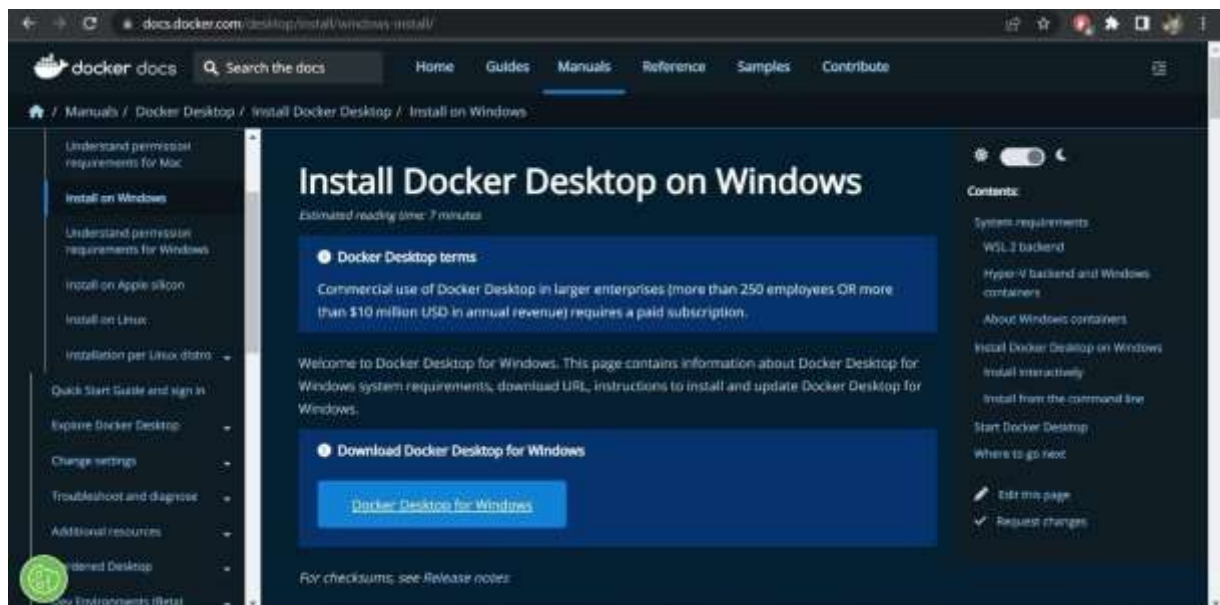 docs.docker.com/desktop/install/windows-install/
docker docs
Search the docs
Home Guides Manuals Reference Samples Contribute
/ Manuals / Docker Desktop / Install Docker Desktop / Install on Windows
Understand permission
requirements for Mac
Install on Windows
Understand permission
requirements for Windows
Install on Apple silicon
Install on Linux
Installation per Linux distro
Quick Start Guide and sign in
Explore Docker Desktop
Change settings
Troubleshoot and diagnose
Additional resources
Desktop
Dev Environments (Beta)
Install Docker Desktop on Windows
Estimated reading time: 7 minutes
Docker Desktop terms
Commercial use of Docker Desktop in larger enterprises (more than 250 employees OR more
than $10 million USD in annual revenue) requires a paid subscription.
Welcome to Docker Desktop for Windows. This page contains information about Docker Desktop for
Windows system requirements, download URL, instructions to install and update Docker Desktop for
Windows.
Download Docker Desktop for Windows
Docker Desktop for Windows
For checksums, see Release notes
Contents:
System requirements
WSL 2 backend
Hyper-V backend and Windows
containers
About Windows containers
Install Docker Desktop on Windows
Install interactively
Install from the command line
Start Docker Desktop
Where to go next
Edit this page
Request changes